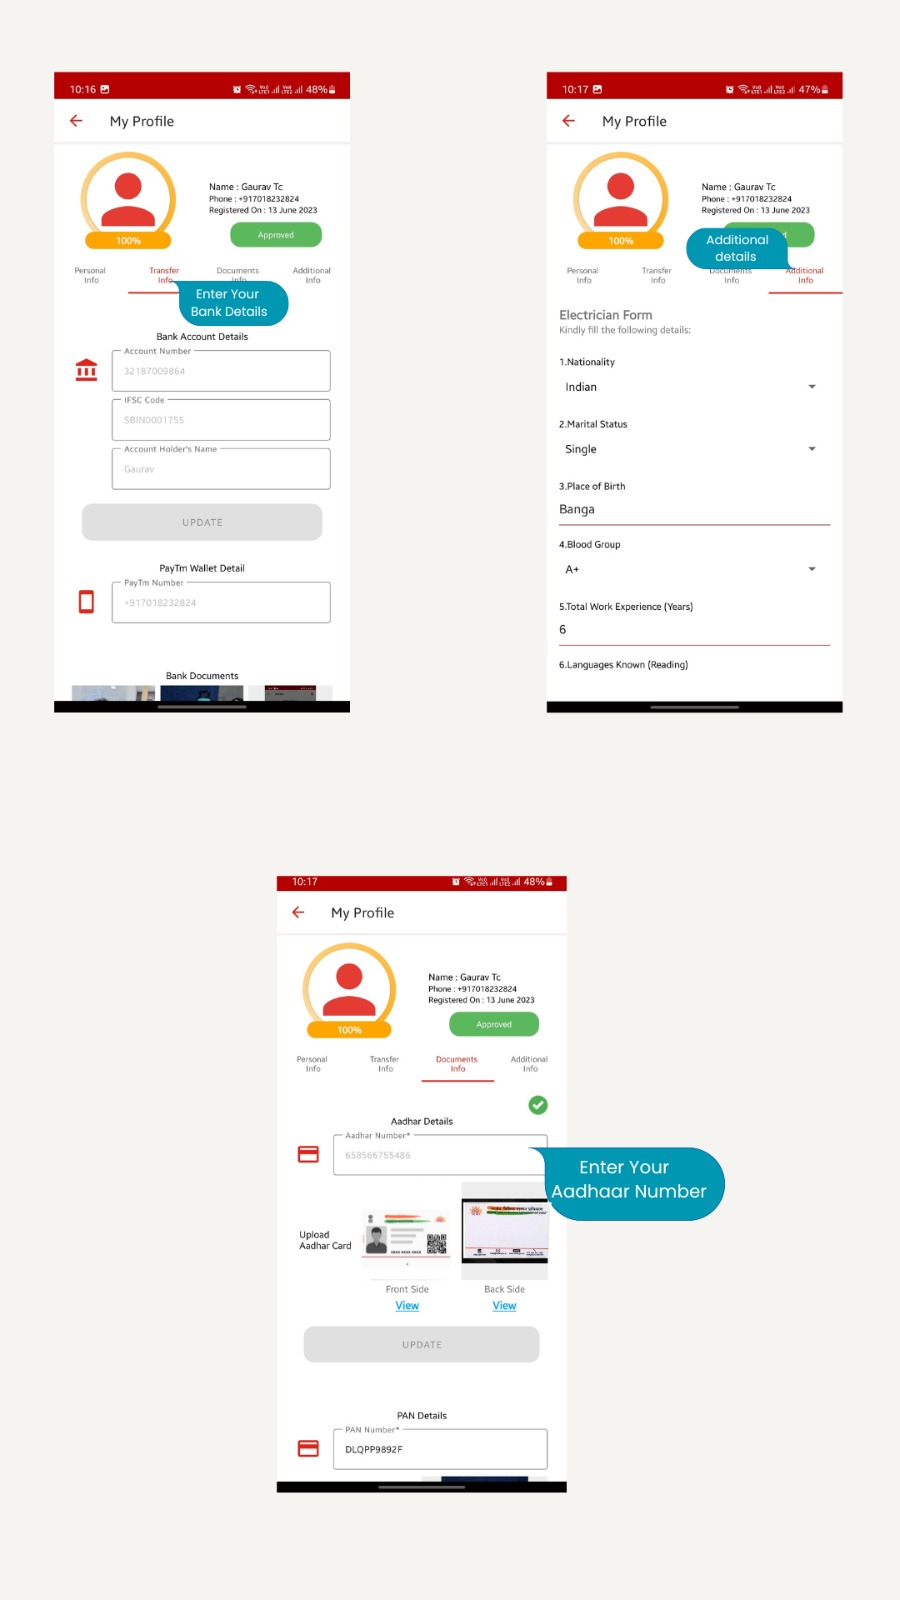 10:16
48%
My Profile
Name : Gaurav Tc
Phone : +917018232824
Registered On : 13 June 2023
100%
Approved
Personal Info
Transfer Info
Documents Info
Additional Info
Enter Your
Bank Details
Bank Account Details
Account Number
32187009864
IFSC Code
SBIN0001755
Account Holder's Name
Gaurav
UPDATE
PayTm Wallet Detail
PayTm Number
+917018232824
Bank Documents
10:17
47%
My Profile
Name : Gaurav Tc
Phone : +917018232824
Registered On : 13 June 2023
100%
Additional
details
Personal Info
Transfer Info
Documents Info
Additional Info
Electrician Form
Kindly fill the following details:
1.Nationality
Indian
2.Marital Status
Single
3.Place of Birth
Banga
4.Blood Group
A+
5.Total Work Experience (Years)
6
6.Languages Known (Reading)
10:17
48%
My Profile
Name : Gaurav Tc
Phone : +917018232824
Registered On : 13 June 2023
100%
Approved
Personal Info
Transfer Info
Documents Info
Additional Info
Aadhar Details
Aadhar Number*
658566755486
Enter Your
Aadhaar Number
Upload
Aadhar Card
Front Side
Back Side
View
View
UPDATE
PAN Details
PAN Number*
DLQPP9892F